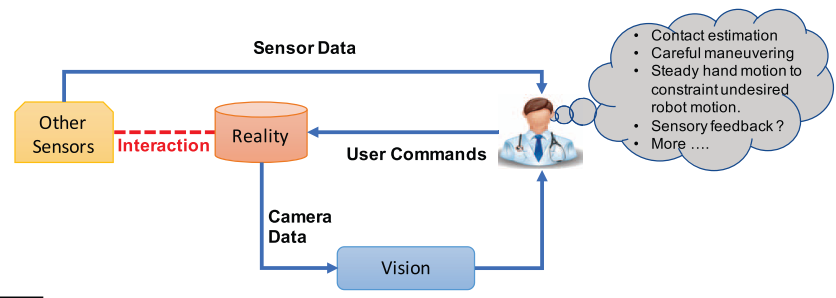 Sensor Data
• Contact estimation
• Careful maneuvering
• Steady hand motion to
constraint undesired
robot motion.
• Sensory feedback ?
• More ….
Other
Sensors
Interaction
Reality
User Commands
Camera
Data
Vision